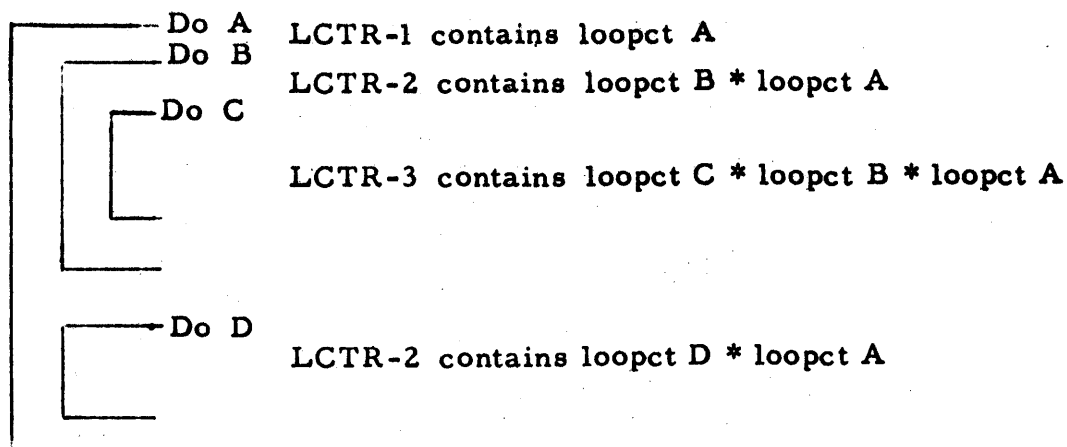 Do A LCTR-1 contains loopct A
Do B
LCTR-2 contains loopct B * loopct A
Do C
LCTR-3 contains loopct C * loopct B * loopct A
Do D
LCTR-2 contains loopct D * loopct A